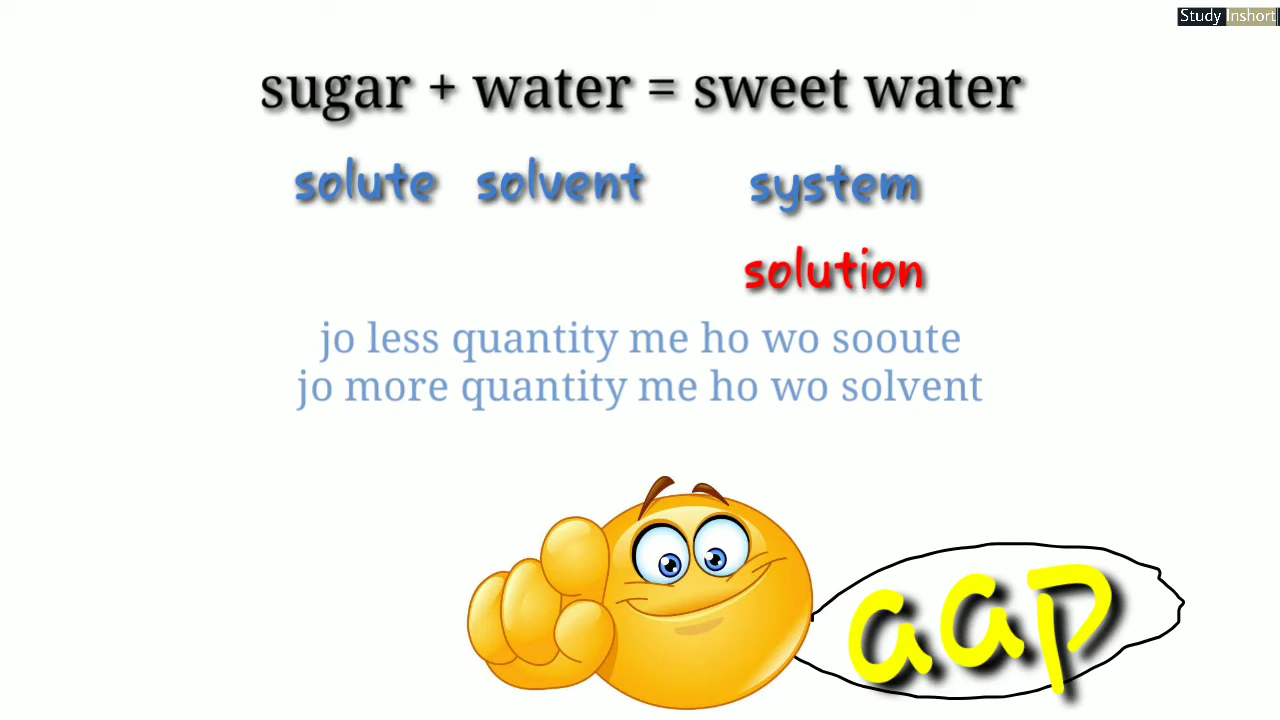 Study Inshort
sugar + water = sweet water
solute solvent system
solution
jo less quantity me ho wo sooute
jo more quantity me ho wo solvent
aap